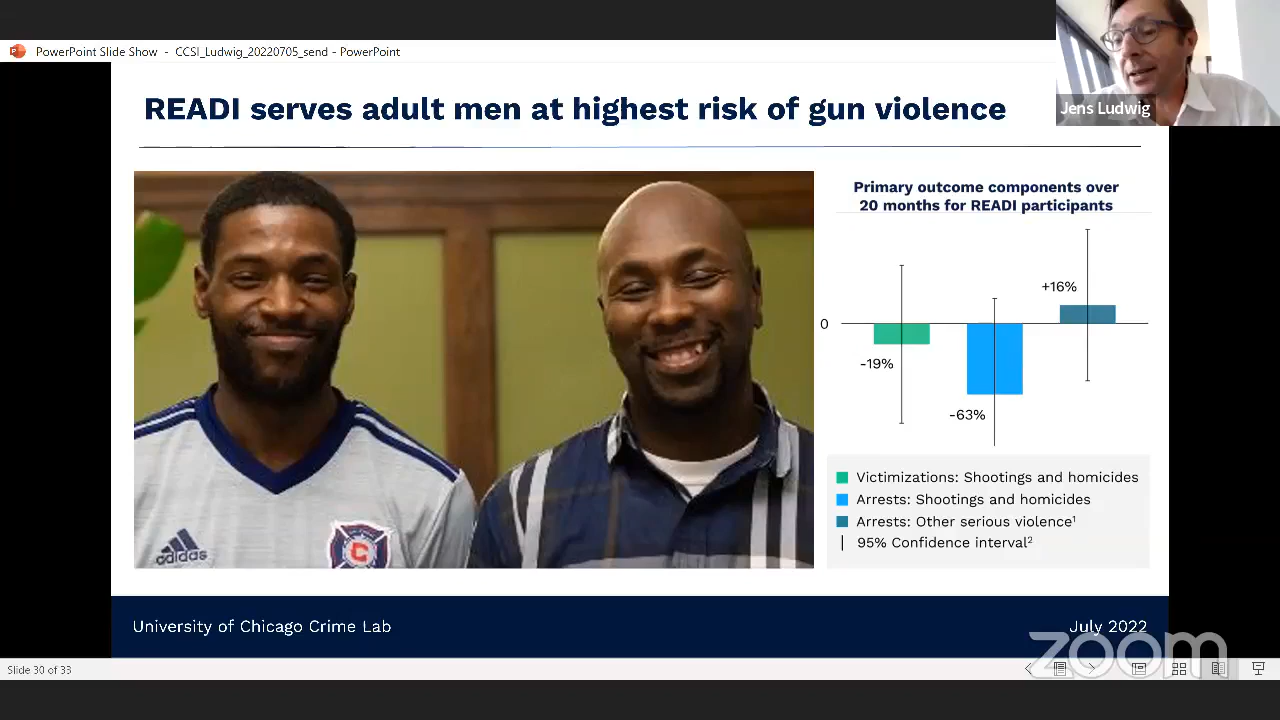 PowerPoint Slide Show - CCSI_Ludwig_20220705_send - PowerPoint
Jens Ludwig
READI serves adult men at highest risk of gun violence
adidas
C
Primary outcome components over
20 months for READI participants
+16%
0
-19%
-63%
Victimizations: Shootings and homicides
Arrests: Shootings and homicides
Arrests: Other serious violence¹
95% Confidence interval²
University of Chicago Crime Lab
July 2022
zoom
Slide 30 of 33